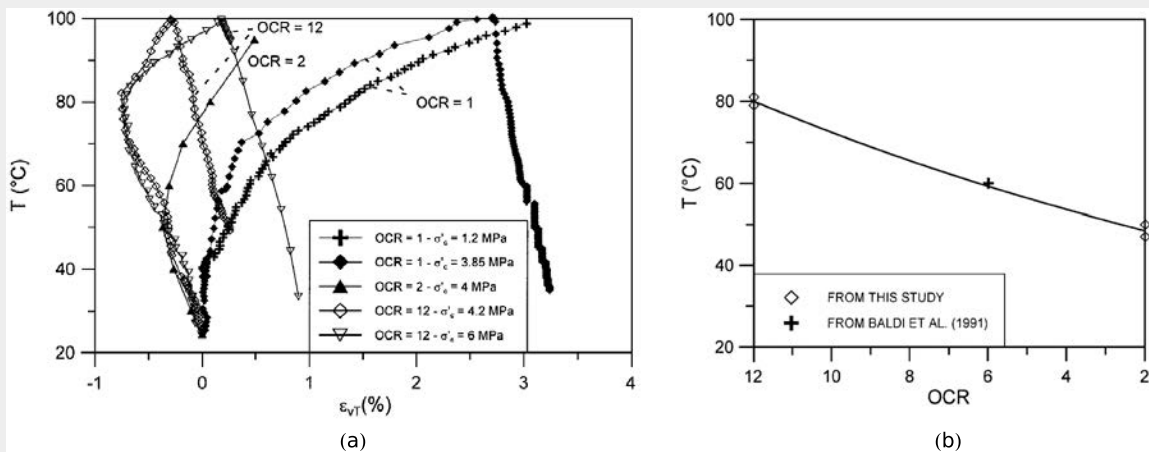 100
80
60
40
20
T (°C)
OCR = 12
OCR = 2
OCR = 1
OCR = 1 - σ'c = 1.2 MPa
OCR = 1 - σ'c = 3.85 MPa
OCR = 2 - σ'c = 4 MPa
OCR = 12 - σ'c = 4.2 MPa
OCR = 12 - σ'c = 6 MPa
-1 0 1 2 3 4
εvT(%)
(a)
100
80
60
40
20
T (°C)
FROM THIS STUDY
FROM BALDI ET AL. (1991)
12 10 8 6 4 2
OCR
(b)